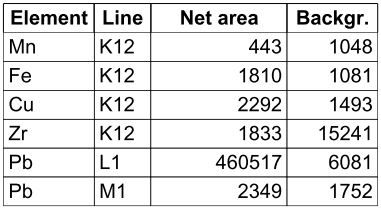 Element Line Net area Backgr.
Mn K12 443 1048
Fe K12 1810 1081
Cu K12 2292 1493
Zr K12 1833 15241
Pb L1 460517 6081
Pb M1 2349 1752